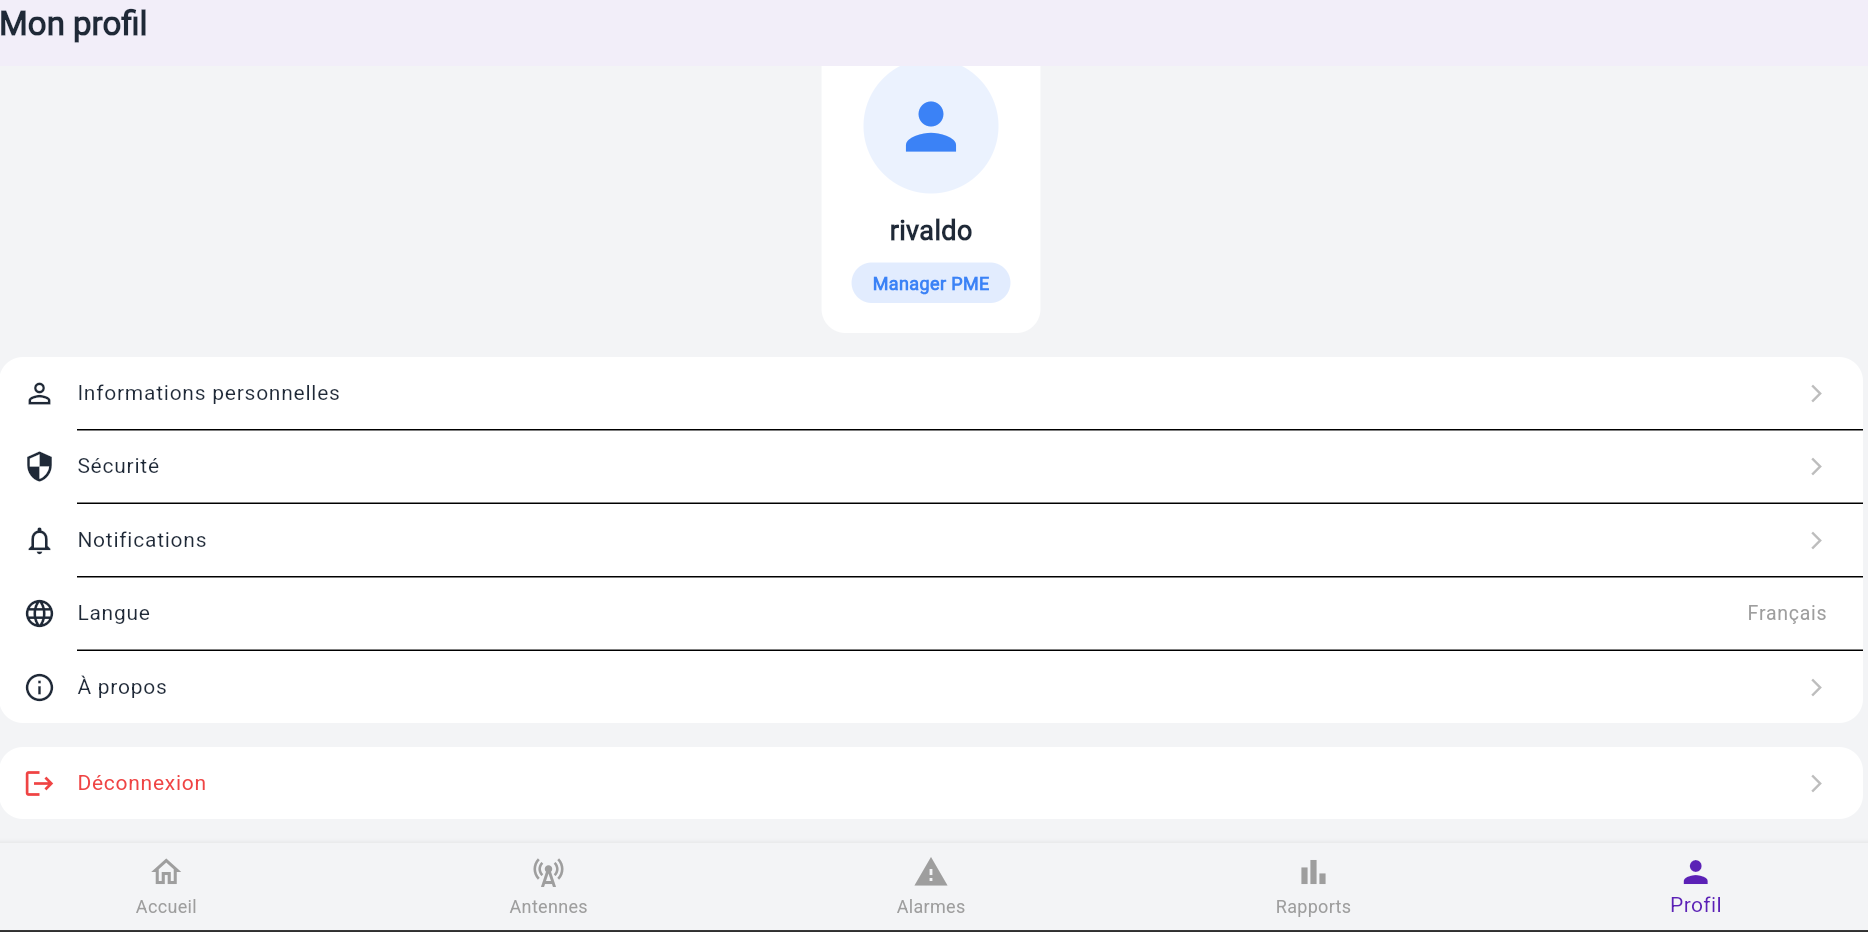 Mon profil
rivaldo
Manager PME
Informations personnelles
Sécurité
Notifications
Langue Français
À propos
Déconnexion
Accueil Antennes Alarmes Rapports Profil